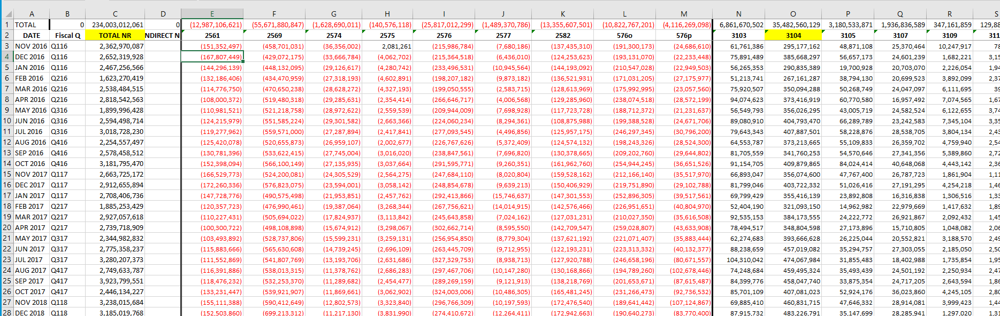 A B C D E F G H I J K L M N O P Q R S
1 TOTAL 0 234,003,012,061 0 (12,987,106,621) (55,671,880,847) (1,628,690,011) (140,576,118) (25,817,012,299) (1,489,370,786) (13,355,607,501) (10,822,767,201) (4,116,269,098) 6,861,670,502 35,482,560,129 3,180,533,871 1,936,836,589 347,161,859 129,88
2 DATE Fiscal Q TOTAL NR NDIRECT N 2561 2569 2574 2575 2576 2577 2582 576o 576p 3103 3104 3105 3107 3109 311
3 NOV 2016 Q116 2,362,970,087 (151,352,497) (458,701,031) (36,356,002) 2,081,261 (215,986,784) (7,680,186) (137,435,310) (191,300,173) (24,686,610) 61,761,386 295,177,162 48,871,108 25,370,464 10,247,917 78
4 DEC 2016 Q116 2,652,319,928 (167,807,449) (429,072,175) (33,666,784) (4,062,702) (215,364,518) (6,436,010) (124,253,623) (193,131,070) (22,233,448) 75,891,489 385,668,297 56,657,173 24,601,239 1,682,221 3,15
5 JAN 2016 Q116 2,467,256,566 (144,296,139) (448,132,095) (29,126,617) (4,280,742) (233,496,531) (10,945,564) (144,193,092) (210,547,028) (22,949,503) 56,265,353 290,835,389 19,700,928 20,703,070 2,226,054 1,94
6 FEB 2016 Q216 1,623,270,419 (132,186,406) (434,470,959) (27,318,193) (4,602,891) (198,207,182) (9,873,182) (136,521,931) (171,031,205) (27,175,977) 51,213,741 267,161,287 38,794,130 20,699,523 3,892,099 2,37
7 MAR 2016 Q216 2,538,484,515 (114,776,750) (470,650,238) (28,628,272) (4,327,193) (199,050,555) (2,583,715) (128,613,969) (175,992,995) (23,057,560) 75,920,507 350,094,288 50,268,749 24,047,097 6,111,695 39
8 APR 2016 Q216 2,818,542,563 (108,000,372) (519,480,318) (29,285,631) (2,354,414) (266,646,717) (4,006,568) (129,285,960) (238,074,518) (28,572,199) 94,074,623 373,416,919 60,770,580 16,957,492 7,074,565 1,67
9 MAY 2016 Q316 1,899,996,428 (110,981,521) (521,218,758) (28,972,622) (2,559,539) (209,944,009) (7,698,928) (117,723,728) (188,712,372) (21,231,637) 56,549,793 356,026,295 43,005,719 24,582,524 6,122,655 3,74
10 JUN 2016 Q316 2,594,498,714 (124,215,979) (551,585,224) (29,301,582) (2,663,366) (224,060,234) (8,294,361) (108,875,988) (199,388,528) (24,671,706) 89,080,910 404,793,470 66,289,789 23,242,583 7,345,104 3,35
11 JUL 2016 Q316 3,018,728,230 (119,277,962) (559,571,000) (27,287,894) (2,417,841) (277,093,545) (4,496,856) (125,957,175) (246,297,345) (30,796,200) 79,643,343 407,887,501 58,228,876 28,538,705 3,804,134 2,43
12 AUG 2016 Q416 2,254,557,497 (125,420,078) (520,655,873) (26,959,107) (2,002,677) (226,767,626) (5,372,409) (124,574,132) (198,243,326) (28,524,300) 64,553,787 373,213,665 55,109,833 26,359,702 4,759,940 2,54
13 SEP 2016 Q416 2,578,458,512 (130,781,396) (533,622,415) (27,745,004) (3,016,020) (238,847,561) (7,696,820) (130,378,665) (209,202,760) (29,644,802) 81,705,559 341,760,253 54,570,646 27,341,356 5,389,860 2,72
14 OCT 2016 Q416 3,181,795,470 (152,398,094) (566,100,149) (27,135,935) (3,037,664) (291,595,771) (9,260,351) (161,962,760) (254,944,245) (36,651,526) 91,154,705 409,879,865 84,024,414 40,648,068 4,443,142 2,36
15 NOV 2017 Q117 2,663,725,172 (166,529,773) (524,200,081) (24,305,529) (2,564,275) (247,684,110) (8,020,804) (159,528,162) (212,166,140) (35,517,970) 66,893,047 356,074,600 47,767,400 26,787,723 1,861,904 1,11
16 DEC 2017 Q117 2,912,655,894 (172,260,336) (576,823,075) (23,594,001) (3,058,142) (248,854,678) (9,639,213) (150,406,929) (219,751,890) (29,102,788) 81,799,046 403,722,332 51,026,416 27,191,295 4,254,218 1,46
17 JAN 2017 Q117 2,708,406,736 (147,728,776) (490,575,498) (21,953,851) (2,457,762) (292,413,866) (15,746,637) (147,301,553) (252,896,305) (39,517,561) 69,799,429 355,416,139 23,892,808 16,316,838 1,306,516 1,33
18 FEB 2017 Q217 1,885,253,429 (120,357,723) (476,990,461) (19,387,064) (3,268,344) (267,756,621) (14,014,915) (142,576,466) (226,951,651) (40,804,970) 52,404,190 321,093,150 14,962,982 22,979,669 1,417,632 1,89
19 MAR 2017 Q217 2,927,057,618 (110,227,431) (505,694,022) (17,824,937) (3,113,842) (245,643,858) (7,024,162) (127,031,231) (210,027,350) (35,616,508) 92,535,153 384,173,555 24,222,772 26,921,867 2,092,432 1,45
20 APR 2017 Q217 2,739,718,909 (100,300,722) (498,108,898) (15,674,912) (3,298,067) (302,662,714) (8,595,550) (142,709,547) (259,028,807) (43,633,908) 78,494,517 348,804,598 27,173,896 15,710,805 1,048,082 2,06
21 MAY 2017 Q317 2,344,982,832 (103,493,892) (528,737,806) (15,599,231) (3,259,131) (256,954,850) (8,779,304) (137,621,192) (221,071,407) (35,883,444) 62,274,683 393,666,628 26,225,044 20,552,821 3,188,570 2,49
22 JUN 2017 Q317 2,775,358,237 (115,883,666) (565,630,608) (14,739,245) (2,696,109) (263,445,709) (9,712,955) (122,193,231) (223,313,332) (40,132,377) 88,238,659 457,019,082 35,294,757 27,303,055 2,185,050 2,50
23 JUL 2017 Q317 3,280,207,373 (111,552,869) (541,807,769) (13,193,706) (2,631,686) (327,329,753) (8,938,713) (127,920,788) (246,658,196) (80,671,557) 104,310,042 474,067,984 31,855,483 18,402,988 1,735,854 1,95
24 AUG 2017 Q417 2,749,633,787 (116,391,886) (538,013,315) (11,378,762) (2,686,283) (297,467,706) (10,147,280) (130,168,866) (194,789,260) (102,678,446) 74,248,684 459,495,324 35,493,439 24,501,192 2,250,934 2,47
25 SEP 2017 Q417 3,923,799,551 (118,476,232) (532,253,370) (11,289,682) (2,454,477) (289,269,159) (9,121,913) (138,218,769) (201,653,671) (87,615,487) 84,399,776 458,047,740 33,875,354 24,717,205 2,643,594 1,86
26 OCT 2017 Q417 2,446,134,227 (133,231,447) (539,921,907) (11,869,661) (3,062,902) (324,003,006) (10,486,305) (165,481,245) (231,266,473) (92,736,532) 85,701,109 407,081,023 52,924,176 36,023,860 4,245,105 2,80
27 NOV 2018 Q118 3,238,015,684 (155,111,388) (590,412,649) (12,802,573) (3,323,840) (296,766,309) (10,197,593) (172,476,540) (189,641,442) (107,124,867) 69,885,410 460,831,715 47,646,332 28,914,081 3,999,423 1,44
28 DEC 2018 Q118 3,185,019,768 (152,503,860) (699,213,312) (11,217,130) (3,831,990) (274,410,672) (12,264,411) (172,942,663) (190,640,273) (83,770,400) 87,915,732 483,226,791 35,147,699 28,285,941 1,297,020 1,31